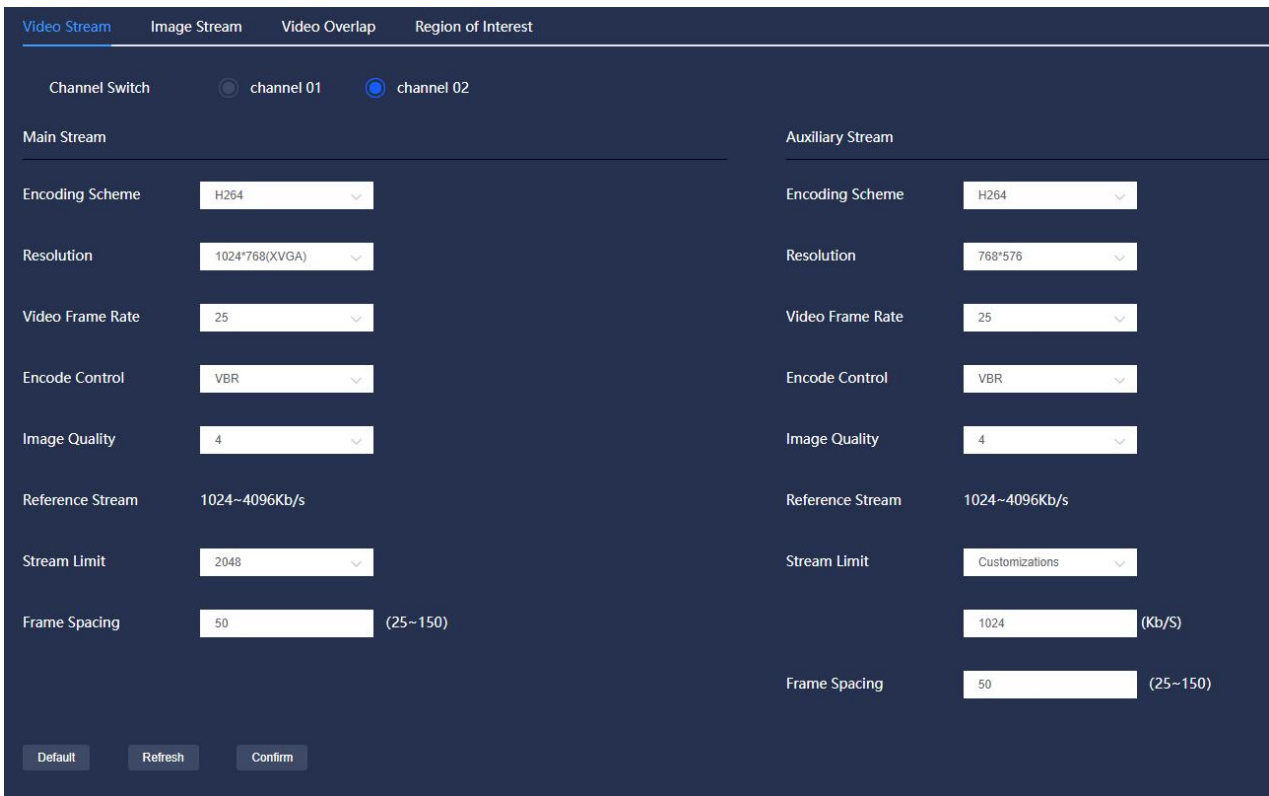 Video Stream Image Stream Video Overlap Region of Interest
Channel Switch channel 01 channel 02
Main Stream
Encoding Scheme H264
Resolution 1024*768(XVGA)
Video Frame Rate 25
Encode Control VBR
Image Quality 4
Reference Stream 1024~4096Kb/s
Stream Limit 2048
Frame Spacing 50 (25~150)
Auxiliary Stream
Encoding Scheme H264
Resolution 768*576
Video Frame Rate 25
Encode Control VBR
Image Quality 4
Reference Stream 1024~4096Kb/s
Stream Limit Customizations
1024 (Kb/S)
Frame Spacing 50 (25~150)
Default Refresh Confirm